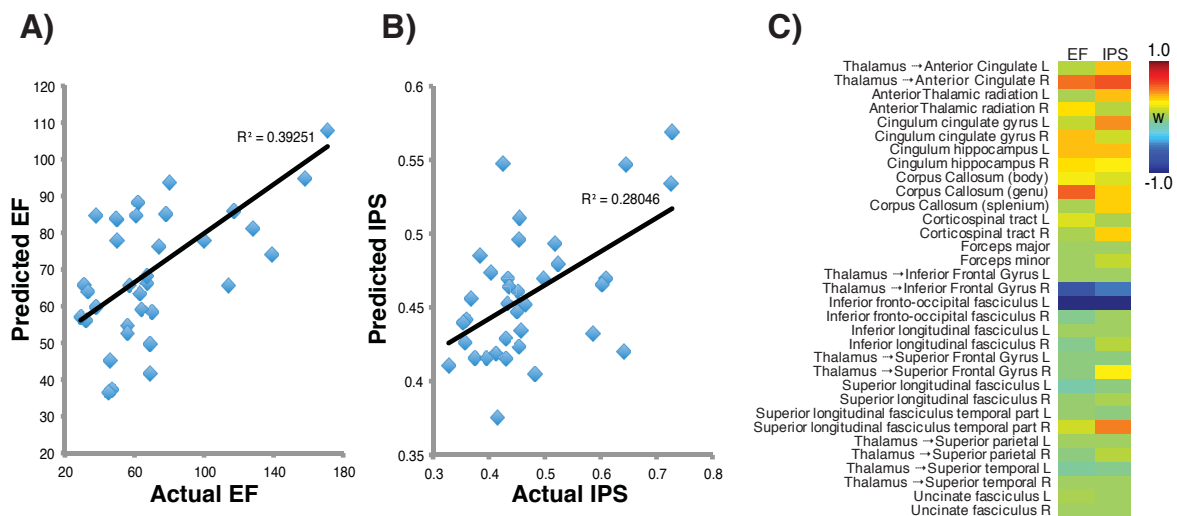 A)
B)
C)
Predicted EF
120
110
100
90
80
70
60
50
40
30
20
R² = 0.39251
20 60 100 140 180
Actual EF
Predicted IPS
0.6
0.55
0.5
0.45
0.4
0.35
R² = 0.28046
0.3 0.4 0.5 0.6 0.7 0.8
Actual IPS
EF IPS
Thalamus ⇢Anterior Cingulate L
Thalamus ⇢Anterior Cingulate R
Anterior Thalamic radiation L
Anterior Thalamic radiation R
Cingulum cingulate gyrus L
Cingulum cingulate gyrus R
Cingulum hippocampus L
Cingulum hippocampus R
Corpus Callosum (body)
Corpus Callosum (genu)
Corpus Callosum (splenium)
Corticospinal tract L
Corticospinal tract R
Forceps major
Forceps minor
Thalamus ⇢Inferior Frontal Gyrus L
Thalamus ⇢Inferior Frontal Gyrus R
Inferior fronto-occipital fasciculus L
Inferior fronto-occipital fasciculus R
Inferior longitudinal fasciculus L
Inferior longitudinal fasciculus R
Thalamus ⇢Superior Frontal Gyrus L
Thalamus ⇢Superior Frontal Gyrus R
Superior longitudinal fasciculus L
Superior longitudinal fasciculus R
Superior longitudinal fasciculus temporal part L
Superior longitudinal fasciculus temporal part R
Thalamus ⇢Superior parietal L
Thalamus ⇢Superior parietal R
Thalamus ⇢Superior temporal L
Thalamus ⇢Superior temporal R
Uncinate fasciculus L
Uncinate fasciculus R
1.0
w
-1.0